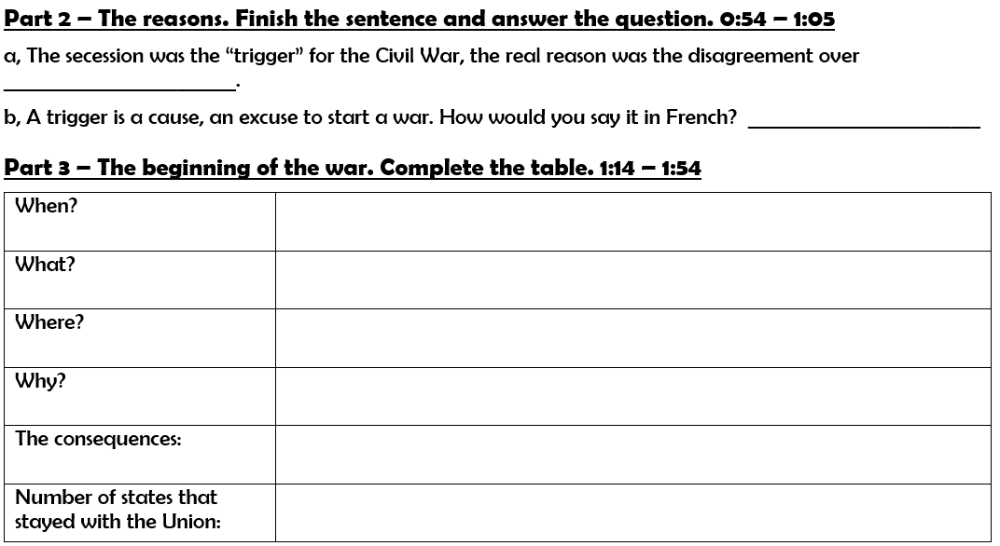 Part 2 – The reasons. Finish the sentence and answer the question. 0:54 – 1:05
a, The secession was the “trigger” for the Civil War, the real reason was the disagreement over
______________________.
b, A trigger is a cause, an excuse to start a war. How would you say it in French? ______________________
Part 3 – The beginning of the war. Complete the table. 1:14 – 1:54
When?
What?
Where?
Why?
The consequences:
Number of states that
stayed with the Union: